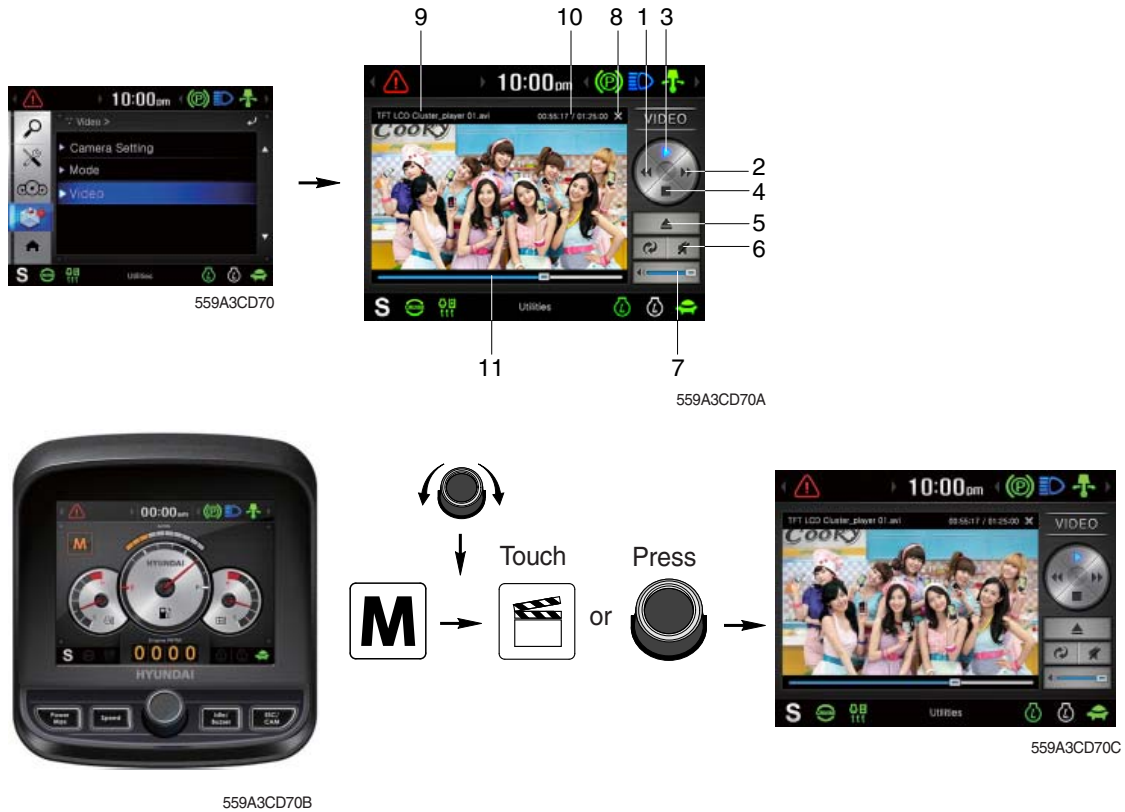 9 10 8 1 3
10:00pm
Video >
Camera Setting
Mode
Video
S Utilities
559A3CD70
10:00pm
TFT LCD Cluster_player 01.avi 00:55:17 / 01:25:00 X
COOKY
VIDEO
2
4
5
6
S Utilities
11 7
559A3CD70A
00:00am
M
HYUNDAI
0000
S
HYUNDAI
Power Max
Speed
Idle/ Buzzer
ESC/ CAM
559A3CD70B
M
Touch
or
Press
10:00pm
TFT LCD Cluster_player 01.avi 00:55:17 / 01:25:00 X
COOKY
VIDEO
S Utilities
559A3CD70C